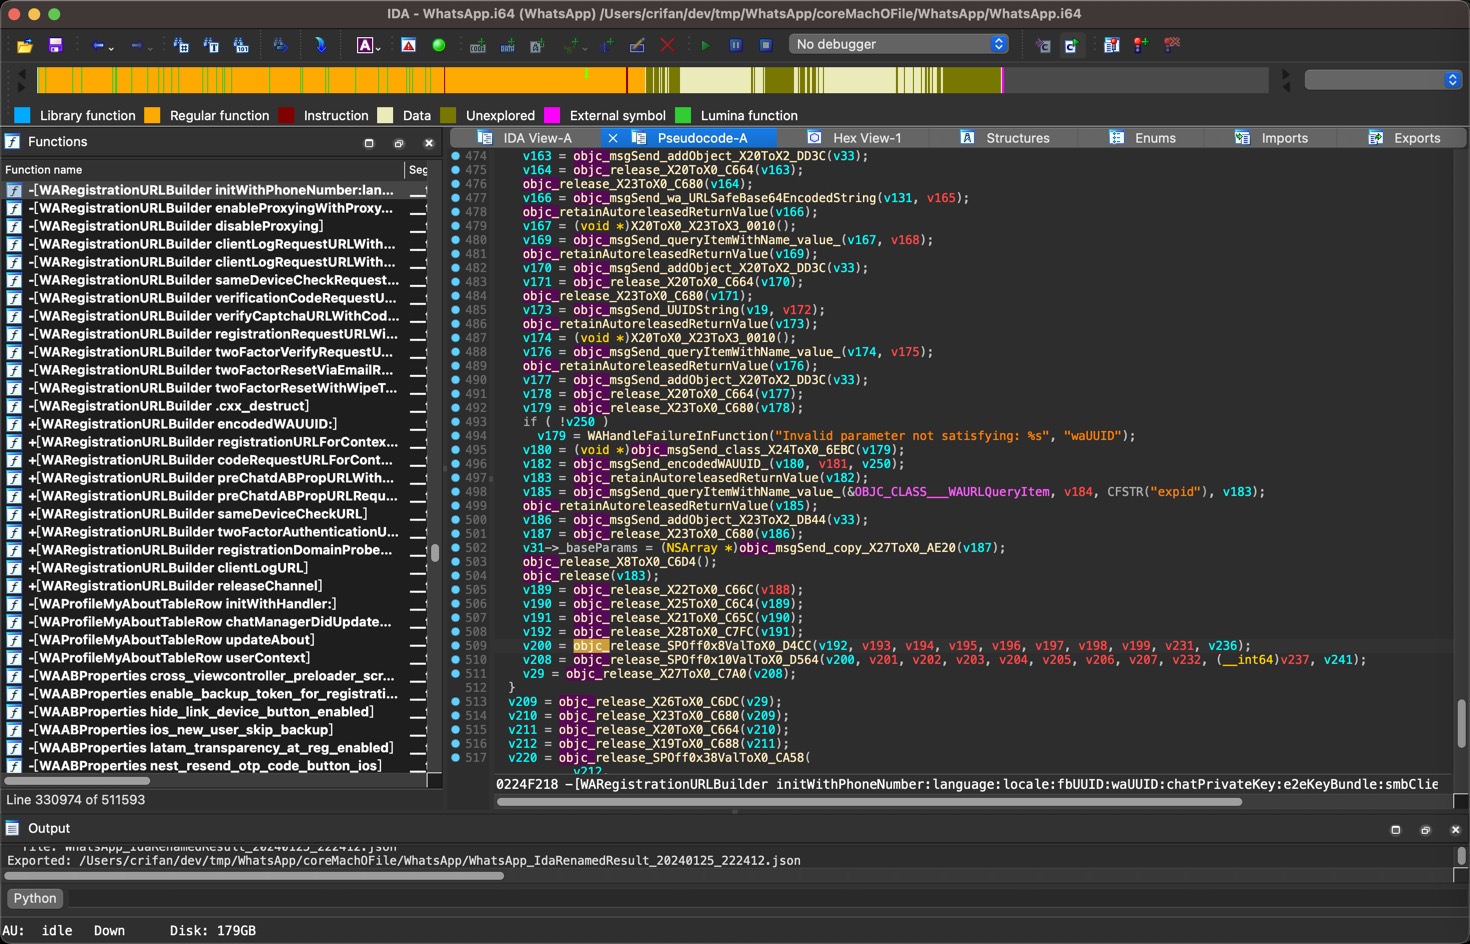 IDA - WhatsApp.i64 (WhatsApp) /Users/crifan/dev/tmp/WhatsApp/coreMachOFile/WhatsApp/WhatsApp.i64
No debugger
Library function Regular function Instruction Data Unexplored External symbol Lumina function
Functions
Function name Seg
-[WARegistrationURLBuilder initWithPhoneNumber:lan...
-[WARegistrationURLBuilder enableProxyingWithProxy...
-[WARegistrationURLBuilder disableProxying]
-[WARegistrationURLBuilder clientLogRequestURLWith...
-[WARegistrationURLBuilder clientLogRequestURLWith...
-[WARegistrationURLBuilder sameDeviceCheckRequest...
-[WARegistrationURLBuilder verificationCodeRequestU...
-[WARegistrationURLBuilder verifyCaptchaURLWithCod...
-[WARegistrationURLBuilder registrationRequestURLWi...
-[WARegistrationURLBuilder twoFactorVerifyRequestU...
-[WARegistrationURLBuilder twoFactorResetViaEmailR...
-[WARegistrationURLBuilder twoFactorResetWithWipeT...
-[WARegistrationURLBuilder .cxx_destruct]
+[WARegistrationURLBuilder encodedWAUUID:]
+[WARegistrationURLBuilder registrationURLForContex...
+[WARegistrationURLBuilder codeRequestURLForCont...
+[WARegistrationURLBuilder preChatdABPropURLWith...
+[WARegistrationURLBuilder preChatdABPropURLRequ...
+[WARegistrationURLBuilder sameDeviceCheckURL]
+[WARegistrationURLBuilder twoFactorAuthenticationU...
+[WARegistrationURLBuilder registrationDomainProbe...
+[WARegistrationURLBuilder clientLogURL]
+[WARegistrationURLBuilder releaseChannel]
-[WAProfileMyAboutTableRow initWithHandler:]
-[WAProfileMyAboutTableRow chatManagerDidUpdate...
-[WAProfileMyAboutTableRow updateAbout]
-[WAProfileMyAboutTableRow userContext]
-[WAABProperties cross_viewcontroller_preloader_scr...
-[WAABProperties enable_backup_token_for_registrati...
-[WAABProperties hide_link_device_button_enabled]
-[WAABProperties ios_new_user_skip_backup]
-[WAABProperties latam_transparency_at_reg_enabled]
-[WAABProperties nest_resend_otp_code_button_ios]
Line 330974 of 511593
IDA View-A Pseudocode-A Hex View-1 Structures Enums Imports Exports
474 v163 = objc_msgSend_addObject_X20ToX2_DD3C(v33);
475 v164 = objc_release_X20ToX0_C664(v163);
476 objc_release_X23ToX0_C680(v164);
477 v166 = objc_msgSend_wa_URLSafeBase64EncodedString(v131, v165);
478 objc_retainAutoreleasedReturnValue(v166);
479 v167 = (void *)X20ToX0_X23ToX3_0010();
480 v169 = objc_msgSend_queryItemWithName_value_(v167, v168);
481 objc_retainAutoreleasedReturnValue(v169);
482 v170 = objc_msgSend_addObject_X20ToX2_DD3C(v33);
483 v171 = objc_release_X20ToX0_C664(v170);
484 objc_release_X23ToX0_C680(v171);
485 v173 = objc_msgSend_UUIDString(v19, v172);
486 objc_retainAutoreleasedReturnValue(v173);
487 v174 = (void *)X20ToX0_X23ToX3_0010();
488 v176 = objc_msgSend_queryItemWithName_value_(v174, v175);
489 objc_retainAutoreleasedReturnValue(v176);
490 v177 = objc_msgSend_addObject_X20ToX2_DD3C(v33);
491 v178 = objc_release_X20ToX0_C664(v177);
492 v179 = objc_release_X23ToX0_C680(v178);
493 if ( !v250 )
494 v179 = WAHandleFailureInFunction("Invalid parameter not satisfying: %s", "waUUID");
495 v180 = (void *)objc_msgSend_class_X24ToX0_6EBC(v179);
496 v182 = objc_msgSend_encodedWAUUID_(v180, v181, v250);
497 v183 = objc_retainAutoreleasedReturnValue(v182);
498 v185 = objc_msgSend_queryItemWithName_value_(&OBJC_CLASS___WAURLQueryItem, v184, CFSTR("expid"), v183);
499 objc_retainAutoreleasedReturnValue(v185);
500 v186 = objc_msgSend_addObject_X23ToX2_DB44(v33);
501 v187 = objc_release_X23ToX0_C680(v186);
502 v31->_baseParams = (NSArray *)objc_msgSend_copy_X27ToX0_AE20(v187);
503 objc_release_X8ToX0_C6D4();
504 objc_release(v183);
505 v189 = objc_release_X22ToX0_C66C(v188);
506 v190 = objc_release_X25ToX0_C6C4(v189);
507 v191 = objc_release_X21ToX0_C65C(v190);
508 v192 = objc_release_X28ToX0_C7FC(v191);
509 v200 = objc_release_SPOff0x8ValToX0_D4CC(v192, v193, v194, v195, v196, v197, v198, v199, v231, v236);
510 v208 = objc_release_SPOff0x10ValToX0_D564(v200, v201, v202, v203, v204, v205, v206, v207, v232, (__int64)v237, v241);
511 v29 = objc_release_X27ToX0_C7A0(v208);
512 }
513 v209 = objc_release_X26ToX0_C6DC(v29);
514 v210 = objc_release_X23ToX0_C680(v209);
515 v211 = objc_release_X20ToX0_C664(v210);
516 v212 = objc_release_X19ToX0_C688(v211);
517 v220 = objc_release_SPOff0x38ValToX0_CA58(
v212,
0224F218 -[WARegistrationURLBuilder initWithPhoneNumber:language:locale:fbUUID:waUUID:chatPrivateKey:e2eKeyBundle:smbClie
Output
file: WhatsApp_IdaRenamedResult_20240125_222412.json
Exported: /Users/crifan/dev/tmp/WhatsApp/coreMachOFile/WhatsApp/WhatsApp_IdaRenamedResult_20240125_222412.json
Python
AU: idle Down Disk: 179GB